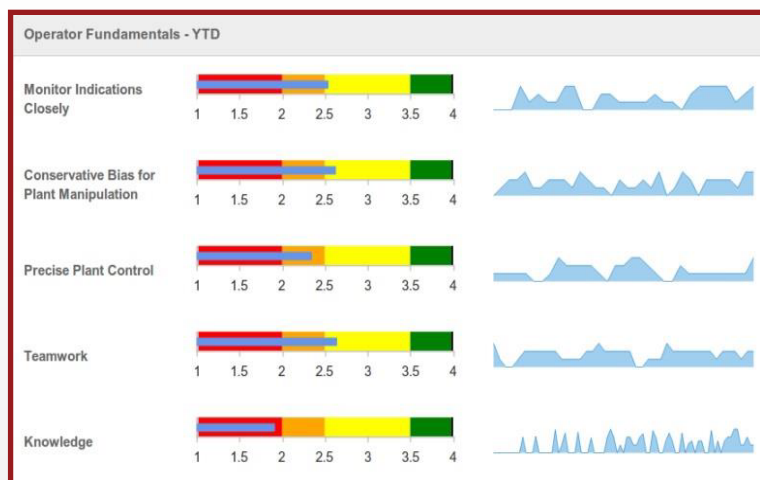 Operator Fundamentals - YTD
Monitor Indications
Closely
1 1.5 2 2.5 3 3.5 4
Conservative Bias for
Plant Manipulation
1 1.5 2 2.5 3 3.5 4
Precise Plant Control
1 1.5 2 2.5 3 3.5 4
Teamwork
1 1.5 2 2.5 3 3.5 4
Knowledge
1 1.5 2 2.5 3 3.5 4